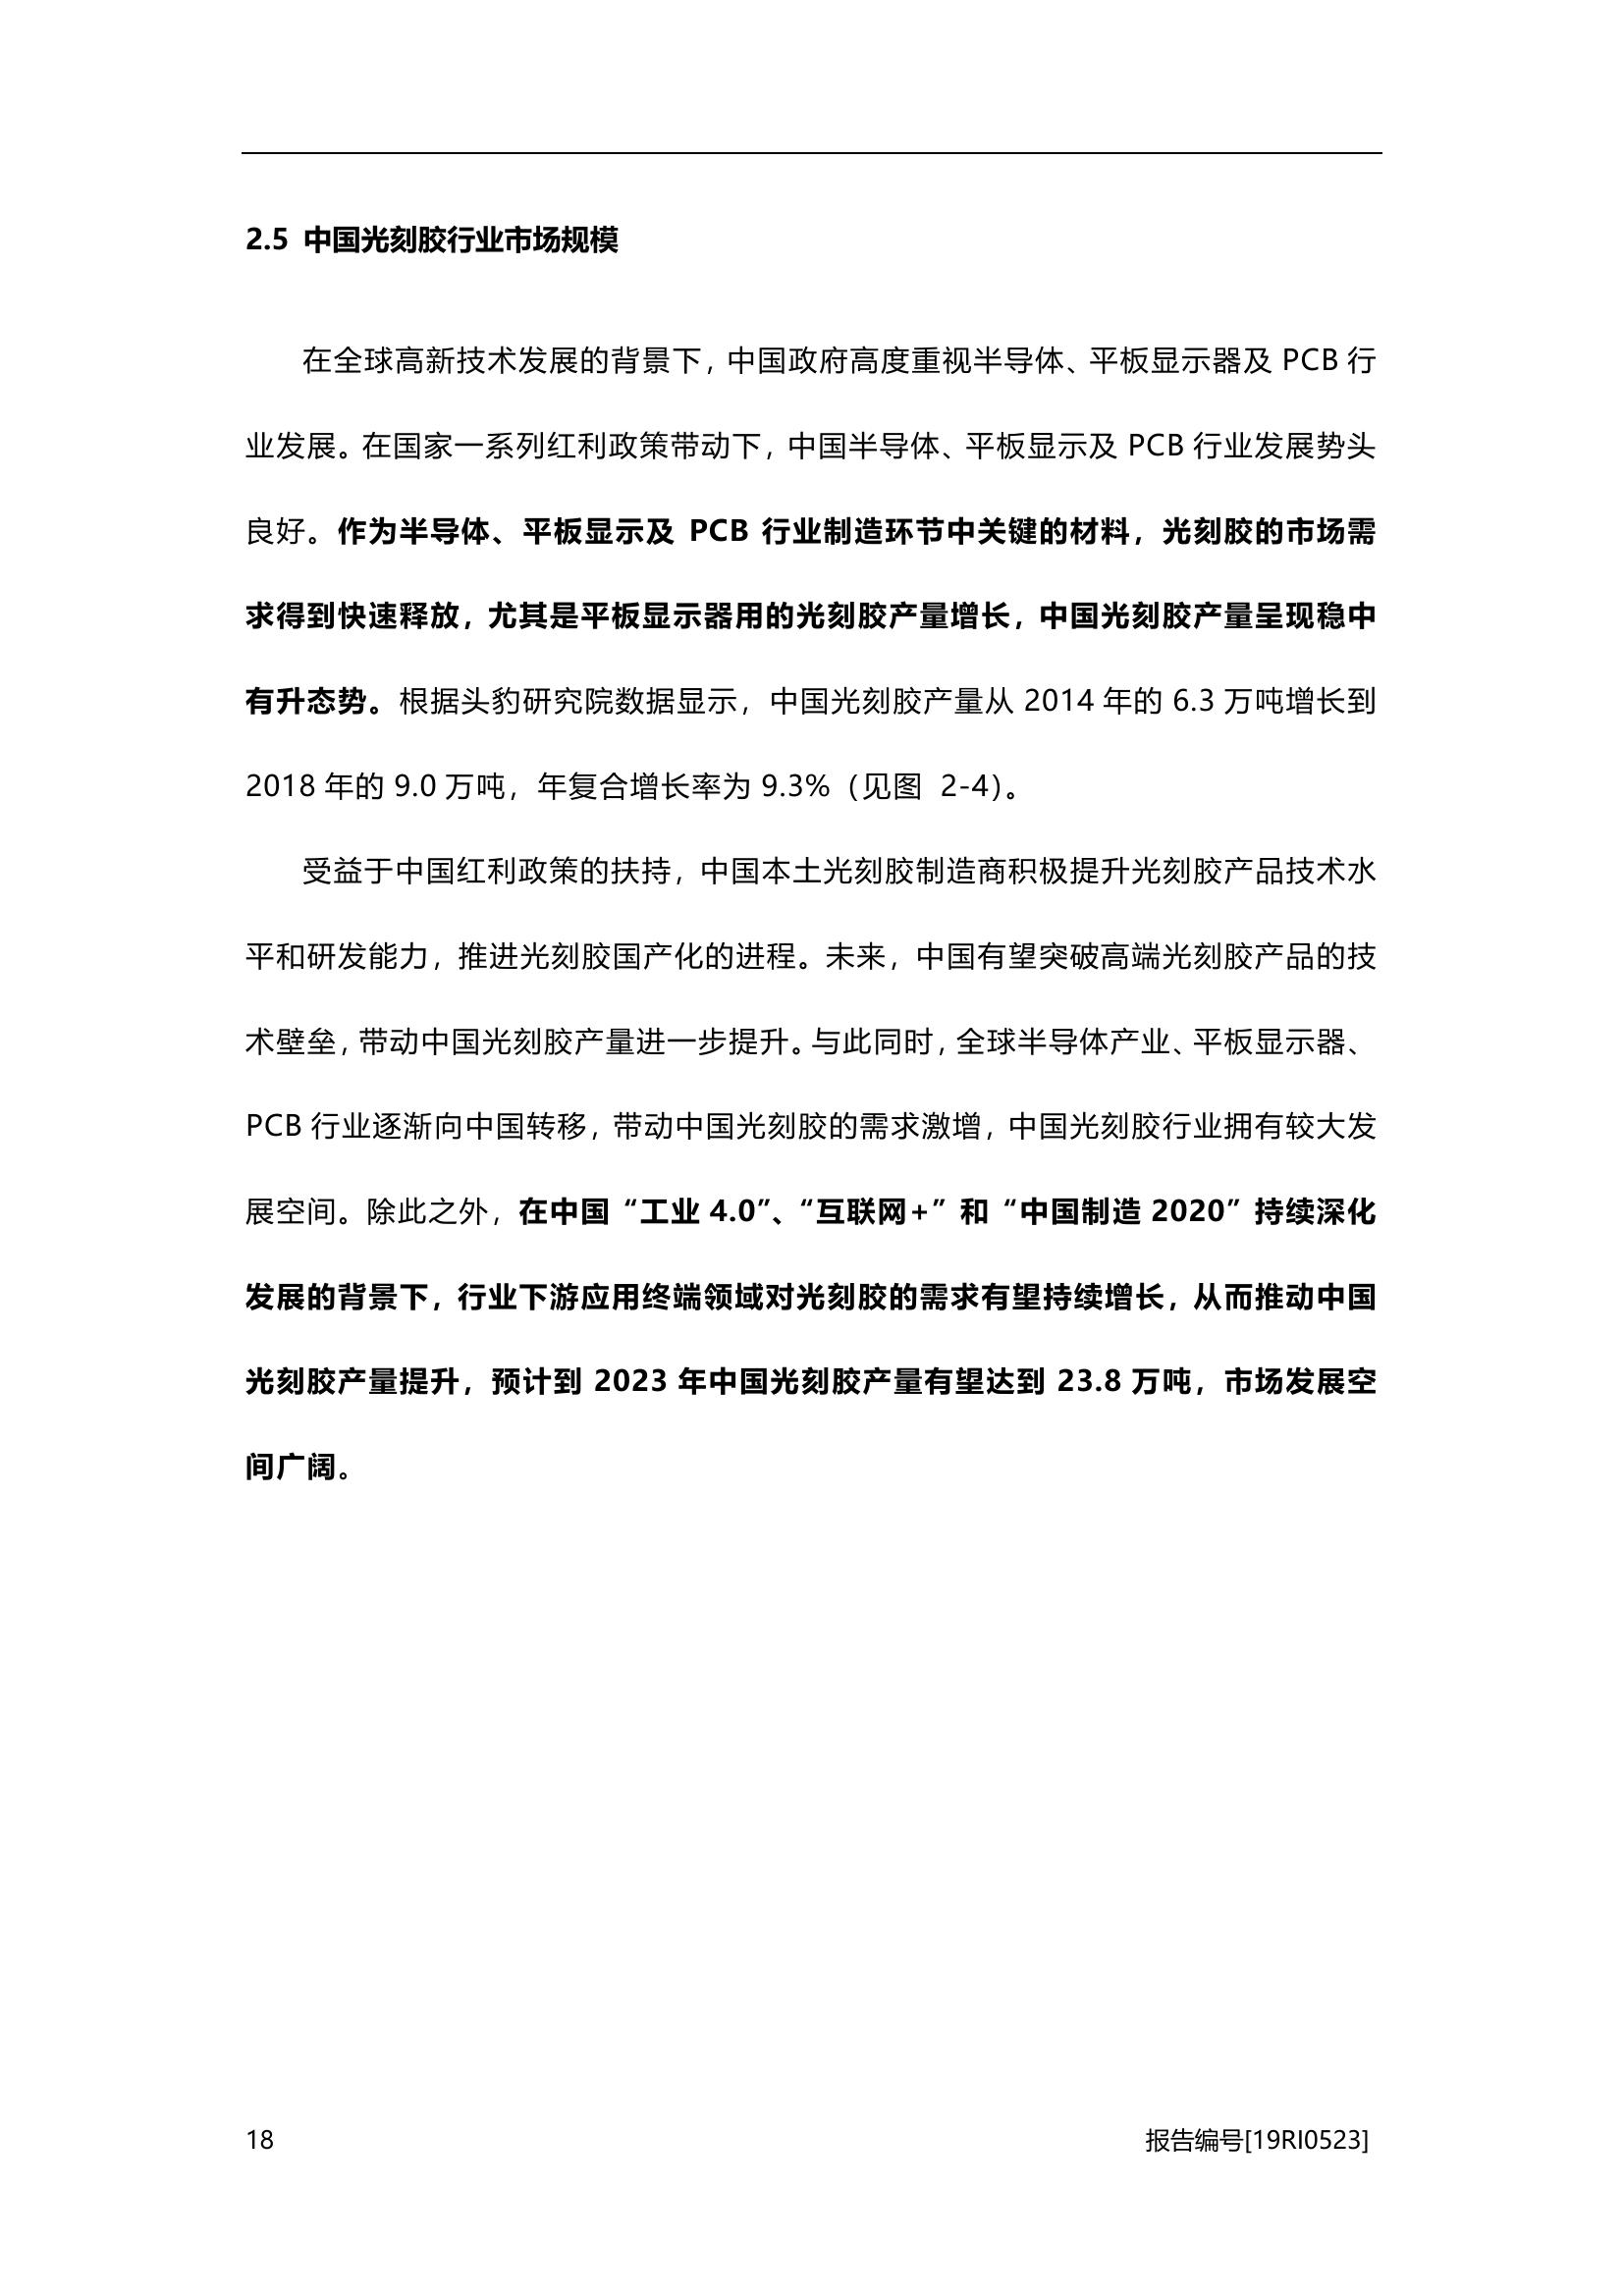 2.5 中国光刻胶行业市场规模
在全球高新技术发展的背景下，中国政府高度重视半导体、平板显示器及 PCB 行
业发展。在国家一系列红利政策带动下，中国半导体、平板显示及 PCB 行业发展势头
良好。作为半导体、平板显示及 PCB 行业制造环节中关键的材料，光刻胶的市场需
求得到快速释放，尤其是平板显示器用的光刻胶产量增长，中国光刻胶产量呈现稳中
有升态势。根据头豹研究院数据显示，中国光刻胶产量从 2014 年的 6.3 万吨增长到
2018 年的 9.0 万吨，年复合增长率为 9.3%（见图 2-4）。
受益于中国红利政策的扶持，中国本土光刻胶制造商积极提升光刻胶产品技术水
平和研发能力，推进光刻胶国产化的进程。未来，中国有望突破高端光刻胶产品的技
术壁垒，带动中国光刻胶产量进一步提升。与此同时，全球半导体产业、平板显示器、
PCB 行业逐渐向中国转移，带动中国光刻胶的需求激增，中国光刻胶行业拥有较大发
展空间。除此之外，在中国“工业 4.0”、“互联网+”和“中国制造 2020”持续深化
发展的背景下，行业下游应用终端领域对光刻胶的需求有望持续增长，从而推动中国
光刻胶产量提升，预计到 2023 年中国光刻胶产量有望达到 23.8 万吨，市场发展空
间广阔。
18 报告编号[19RI0523]